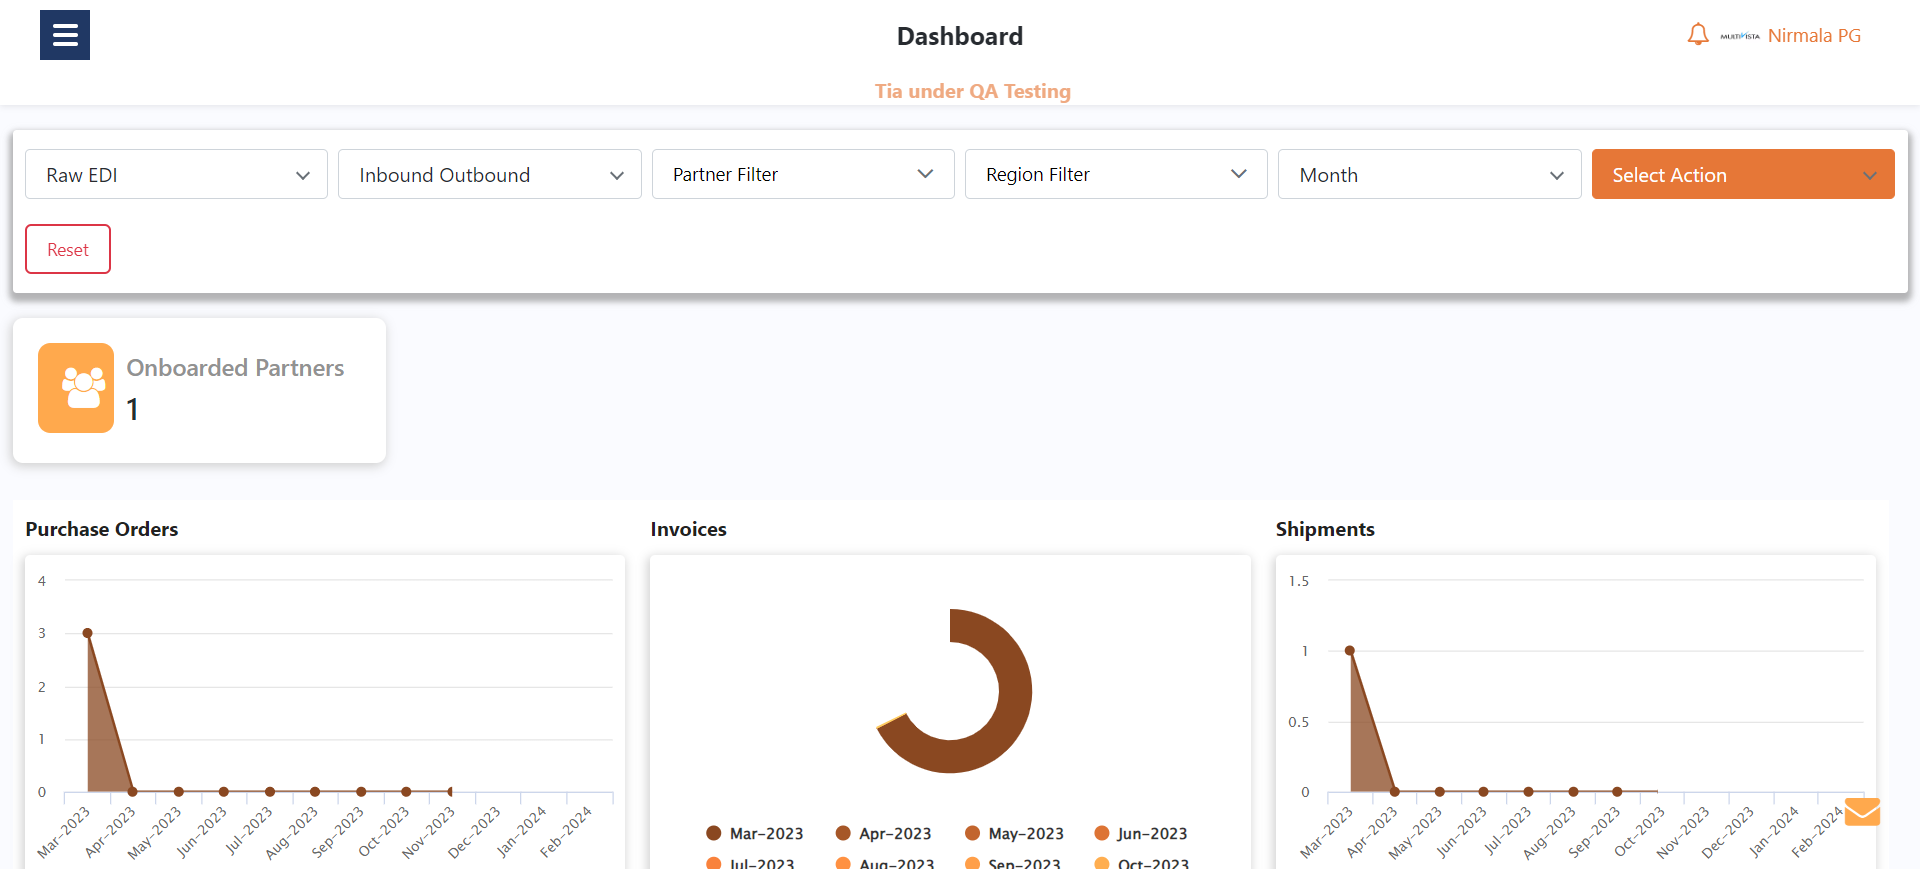 Dashboard
MULTIVISTA Nirmala PG
Tia under QA Testing
Raw EDI
Inbound Outbound
Partner Filter
Region Filter
Month
Select Action
Reset
Onboarded Partners
1
Purchase Orders
4
3
2
1
0
Mar-2023
Apr-2023
May-2023
Jun-2023
Jul-2023
Aug-2023
Sep-2023
Oct-2023
Nov-2023
Dec-2023
Jan-2024
Feb-2024
Invoices
Mar-2023 Apr-2023 May-2023 Jun-2023
Jul-2023 Aug-2023 Sep-2023 Oct-2023
Shipments
1.5
1
0.5
0
Mar-2023
Apr-2023
May-2023
Jun-2023
Jul-2023
Aug-2023
Sep-2023
Oct-2023
Nov-2023
Dec-2023
Jan-2024
Feb-2024